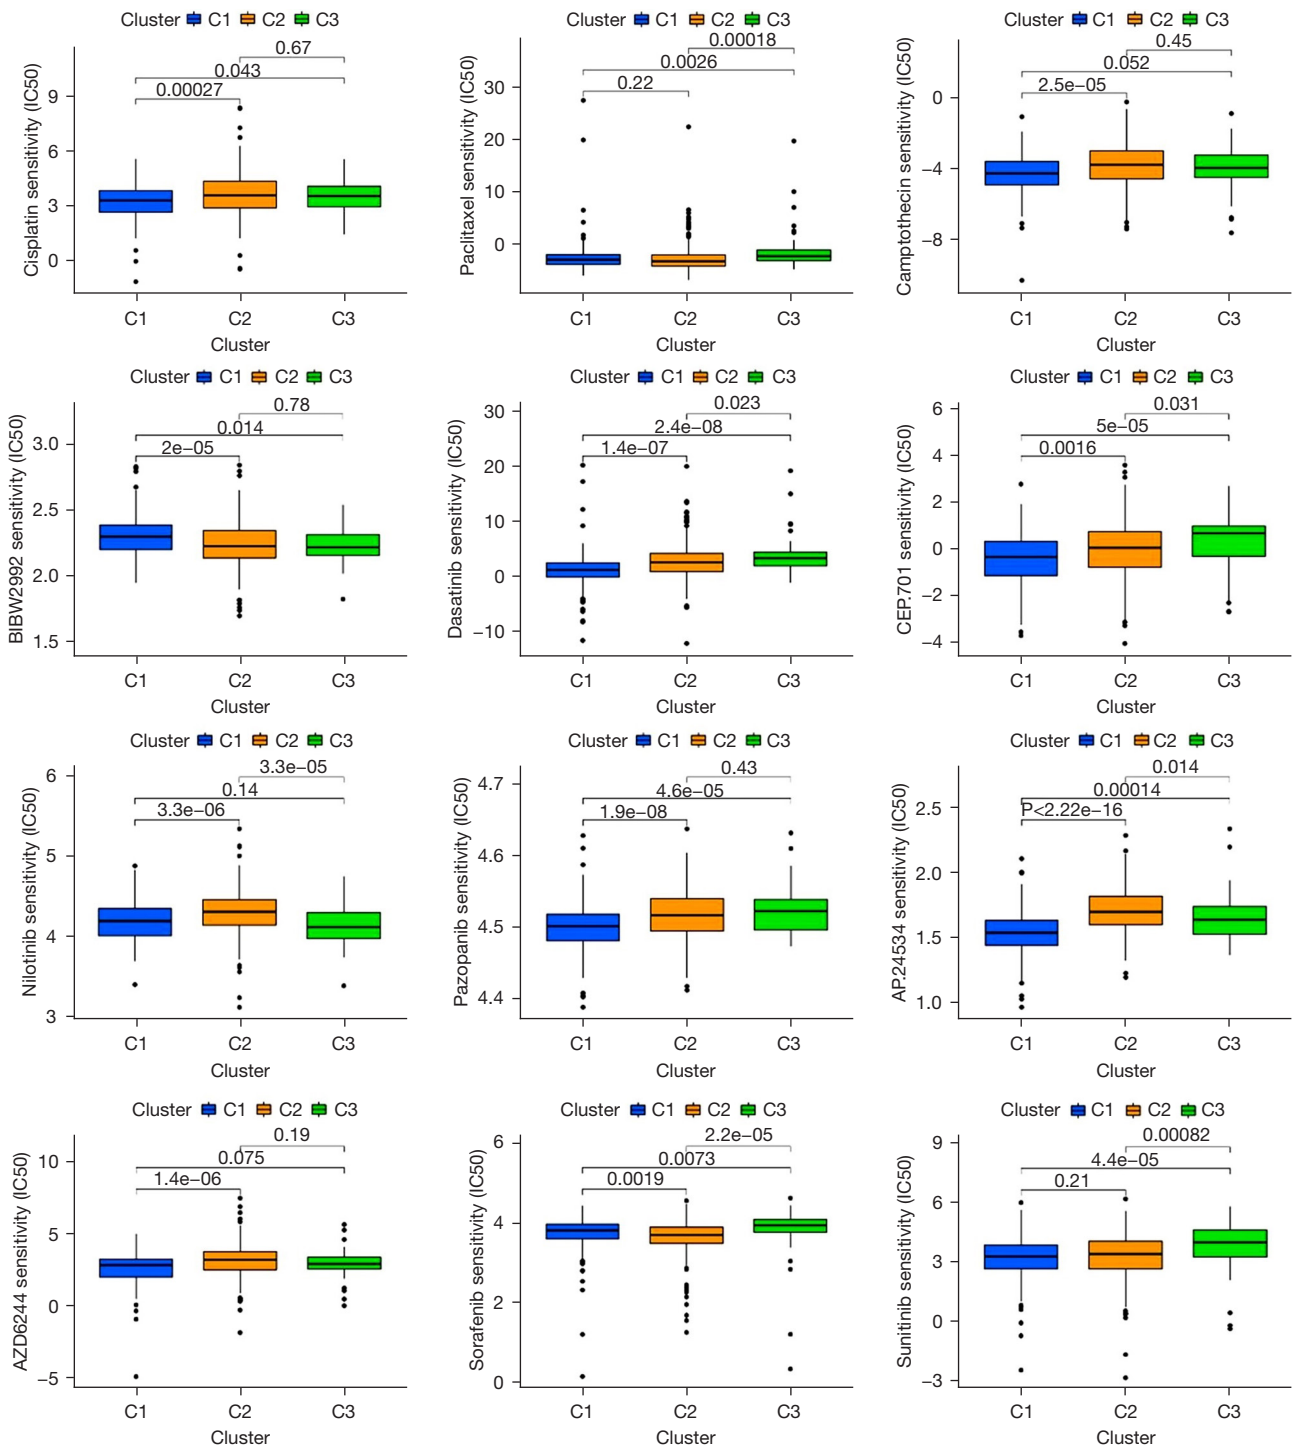 Cluster C1 C2 C3
Cisplatin sensitivity (IC50)
9
6
3
0
0.67
0.043
0.00027
C1 C2 C3
Cluster
Cluster C1 C2 C3
Paclitaxel sensitivity (IC50)
30
20
10
0
0.00018
0.0026
0.22
C1 C2 C3
Cluster
Cluster C1 C2 C3
Camptothecin sensitivity (IC50)
0
−4
−8
0.45
0.052
2.5e−05
C1 C2 C3
Cluster
Cluster C1 C2 C3
BIBW2992 sensitivity (IC50)
3.0
2.5
2.0
1.5
0.78
0.014
2e−05
C1 C2 C3
Cluster
Cluster C1 C2 C3
Dasatinib sensitivity (IC50)
30
20
10
0
−10
0.023
2.4e−08
1.4e−07
C1 C2 C3
Cluster
Cluster C1 C2 C3
CEP.701 sensitivity (IC50)
6
4
2
0
−2
−4
0.031
5e−05
0.0016
C1 C2 C3
Cluster
Cluster C1 C2 C3
Nilotinib sensitivity (IC50)
6
5
4
3
3.3e−05
0.14
3.3e−06
C1 C2 C3
Cluster
Cluster C1 C2 C3
Pazopanib sensitivity (IC50)
4.7
4.6
4.5
4.4
0.43
4.6e−05
1.9e−08
C1 C2 C3
Cluster
Cluster C1 C2 C3
AP.24534 sensitivity (IC50)
2.5
2.0
1.5
1.0
0.014
0.00014
P<2.22e−16
C1 C2 C3
Cluster
Cluster C1 C2 C3
AZD6244 sensitivity (IC50)
10
5
0
−5
0.19
0.075
1.4e−06
C1 C2 C3
Cluster
Cluster C1 C2 C3
Sorafenib sensitivity (IC50)
6
4
2
0
2.2e−05
0.0073
0.0019
C1 C2 C3
Cluster
Cluster C1 C2 C3
Sunitinib sensitivity (IC50)
9
6
3
0
−3
0.00082
4.4e−05
0.21
C1 C2 C3
Cluster